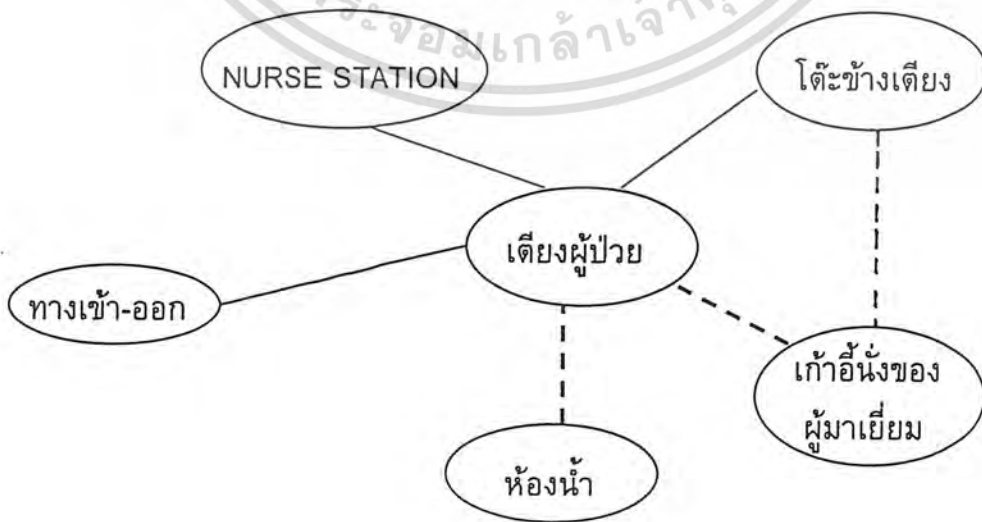 NURSE STATION
โต๊ะข้างเตียง
เตียงผู้ป่วย
ทางเข้า-ออก
เก้าอี้นั่งของ
ผู้มาเยี่ยม
ห้องน้ำ